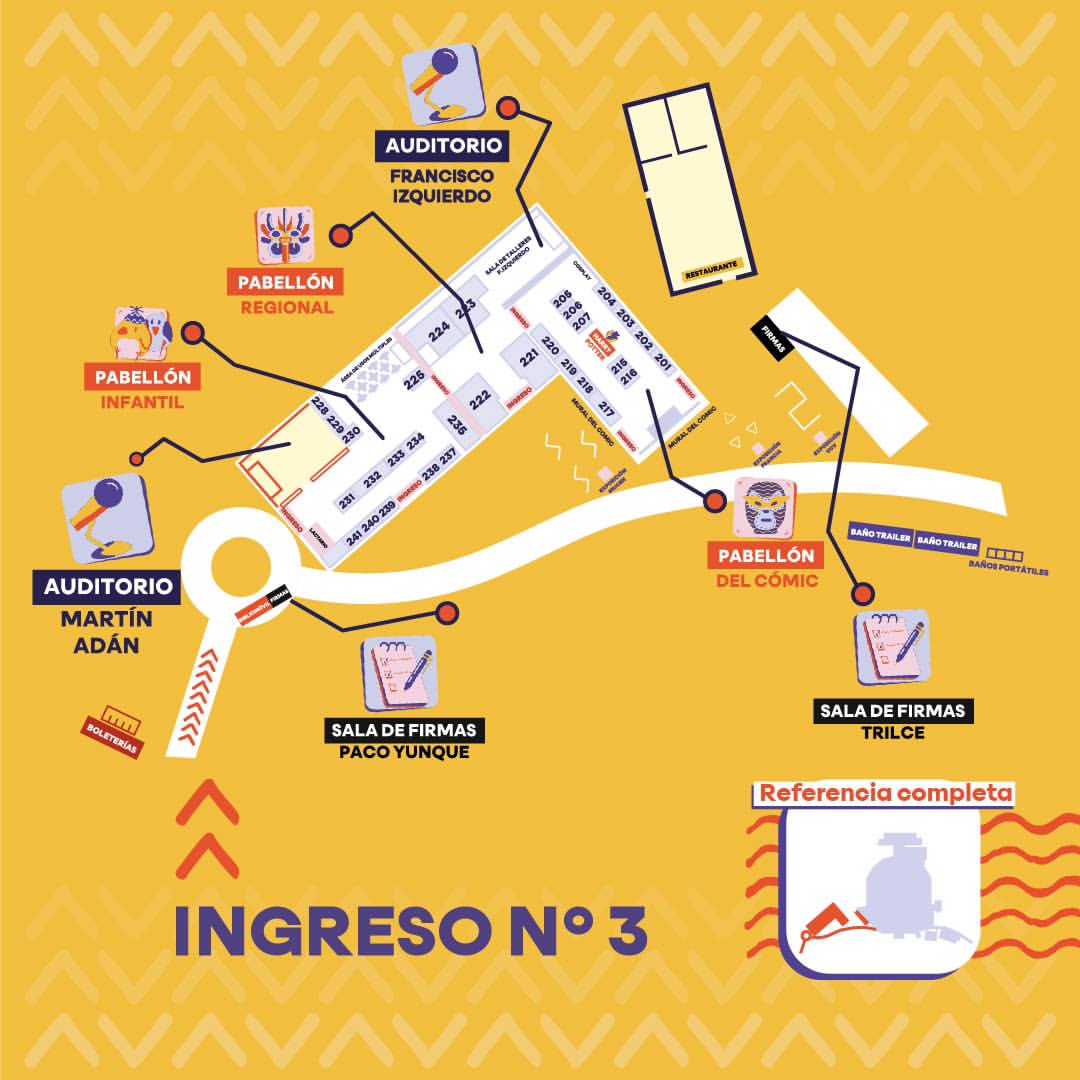 AUDITORIO
FRANCISCO
IZQUIERDO
PABELLÓN
REGIONAL
PABELLÓN
INFANTIL
AUDITORIO
MARTÍN
ADÁN
RESTAURANTE
SALA DE TALLERES
F. IZQUIERDO
COSPLAY
204
203
202
201
205
206
207
HARRY
POTTER
215
216
217
218
219
220
221
222
223
224
225
228
229
230
231
232
233
234
235
237
238
239
240
241
ÁREA DE USOS MÚLTIPLES
INGRESO
INGRESO
INGRESO
INGRESO
INGRESO
INGRESO
INGRESO
LACTARIO
MURAL DEL CÓMIC
MURAL DEL CÓMIC
FIRMAS
EXPOSICIÓN
EXPOSICIÓN
FRANCIA
EXPOSICIÓN
PABELLÓN
DEL CÓMIC
BAÑO TRAILER
BAÑO TRAILER
BAÑOS PORTÁTILES
FIRMAS
BOLETERÍAS
SALA DE FIRMAS
PACO YUNQUE
SALA DE FIRMAS
TRILCE
Referencia completa
INGRESO Nº 3